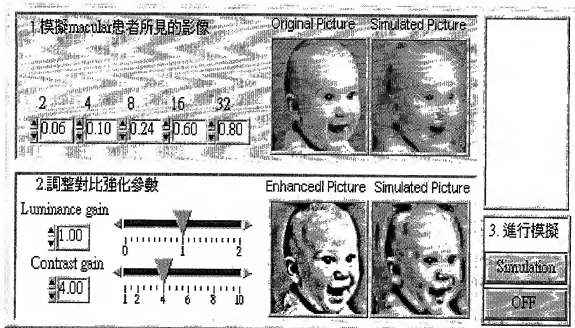 1.模擬macular患者所見的影像
Original Picture Simulated Picture
2 4 8 16 32
0.06 0.10 0.24 0.60 0.80
2.調整對比強化參數
Enhancedl Picture Simulated Picture
Luminance gain
1.00
0 1 2
Contrast gain
4.00
1 2 4 6 8 10
3. 進行模擬
Simulation
OFF